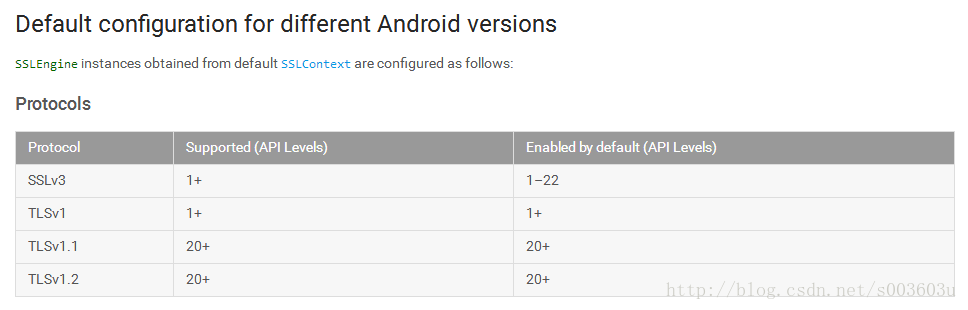 Default configuration for different Android versions
SSLEngine instances obtained from default SSLContext are configured as follows:
Protocols
Protocol Supported (API Levels) Enabled by default (API Levels)
SSLv3 1+ 1–22
TLSv1 1+ 1+
TLSv1.1 20+ 20+
TLSv1.2 20+ 20+
http://blog.csdn.net/s003603u